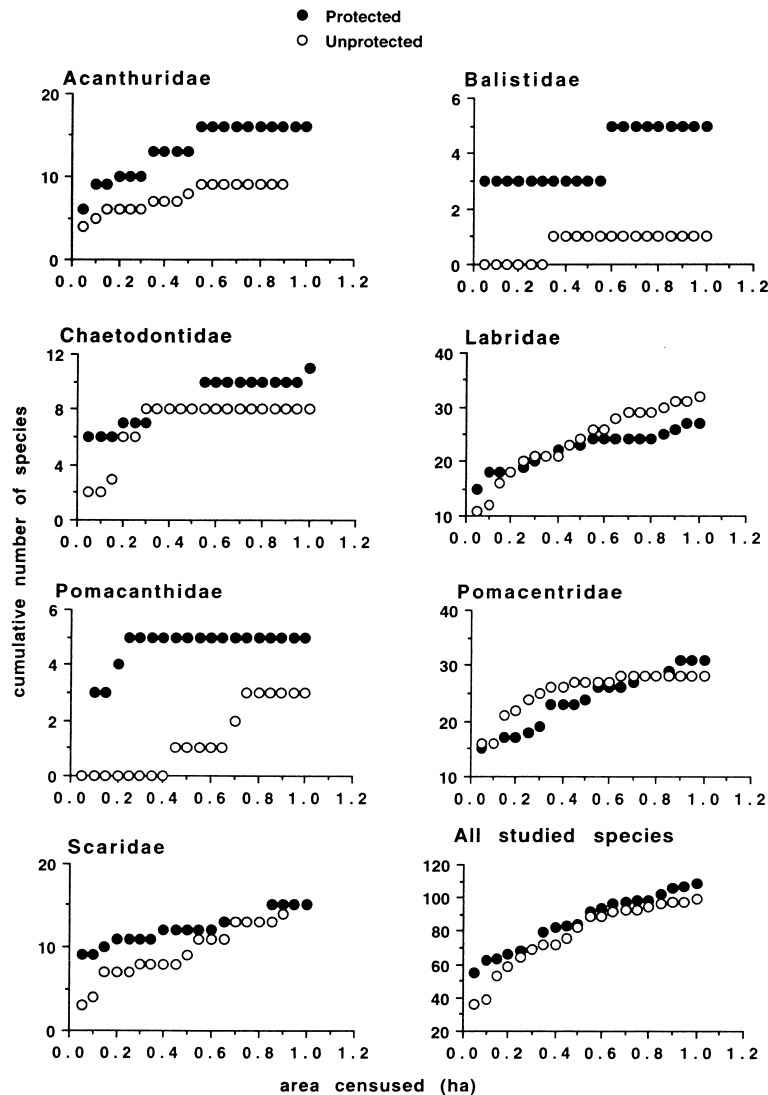 Protected
Unprotected
Acanthuridae
20
10
0
0.0 0.2 0.4 0.6 0.8 1.0 1.2
Balistidae
6
4
2
0
0.0 0.2 0.4 0.6 0.8 1.0 1.2
Chaetodontidae
12
8
4
0
0.0 0.2 0.4 0.6 0.8 1.0 1.2
Labridae
40
30
20
10
0.0 0.2 0.4 0.6 0.8 1.0 1.2
Pomacanthidae
6
4
2
0
0.0 0.2 0.4 0.6 0.8 1.0 1.2
Pomacentridae
40
30
20
10
0.0 0.2 0.4 0.6 0.8 1.0 1.2
Scaridae
20
10
0
0.0 0.2 0.4 0.6 0.8 1.0 1.2
All studied species
120
100
80
60
40
20
0.0 0.2 0.4 0.6 0.8 1.0 1.2
cumulative number of species
area censused (ha)